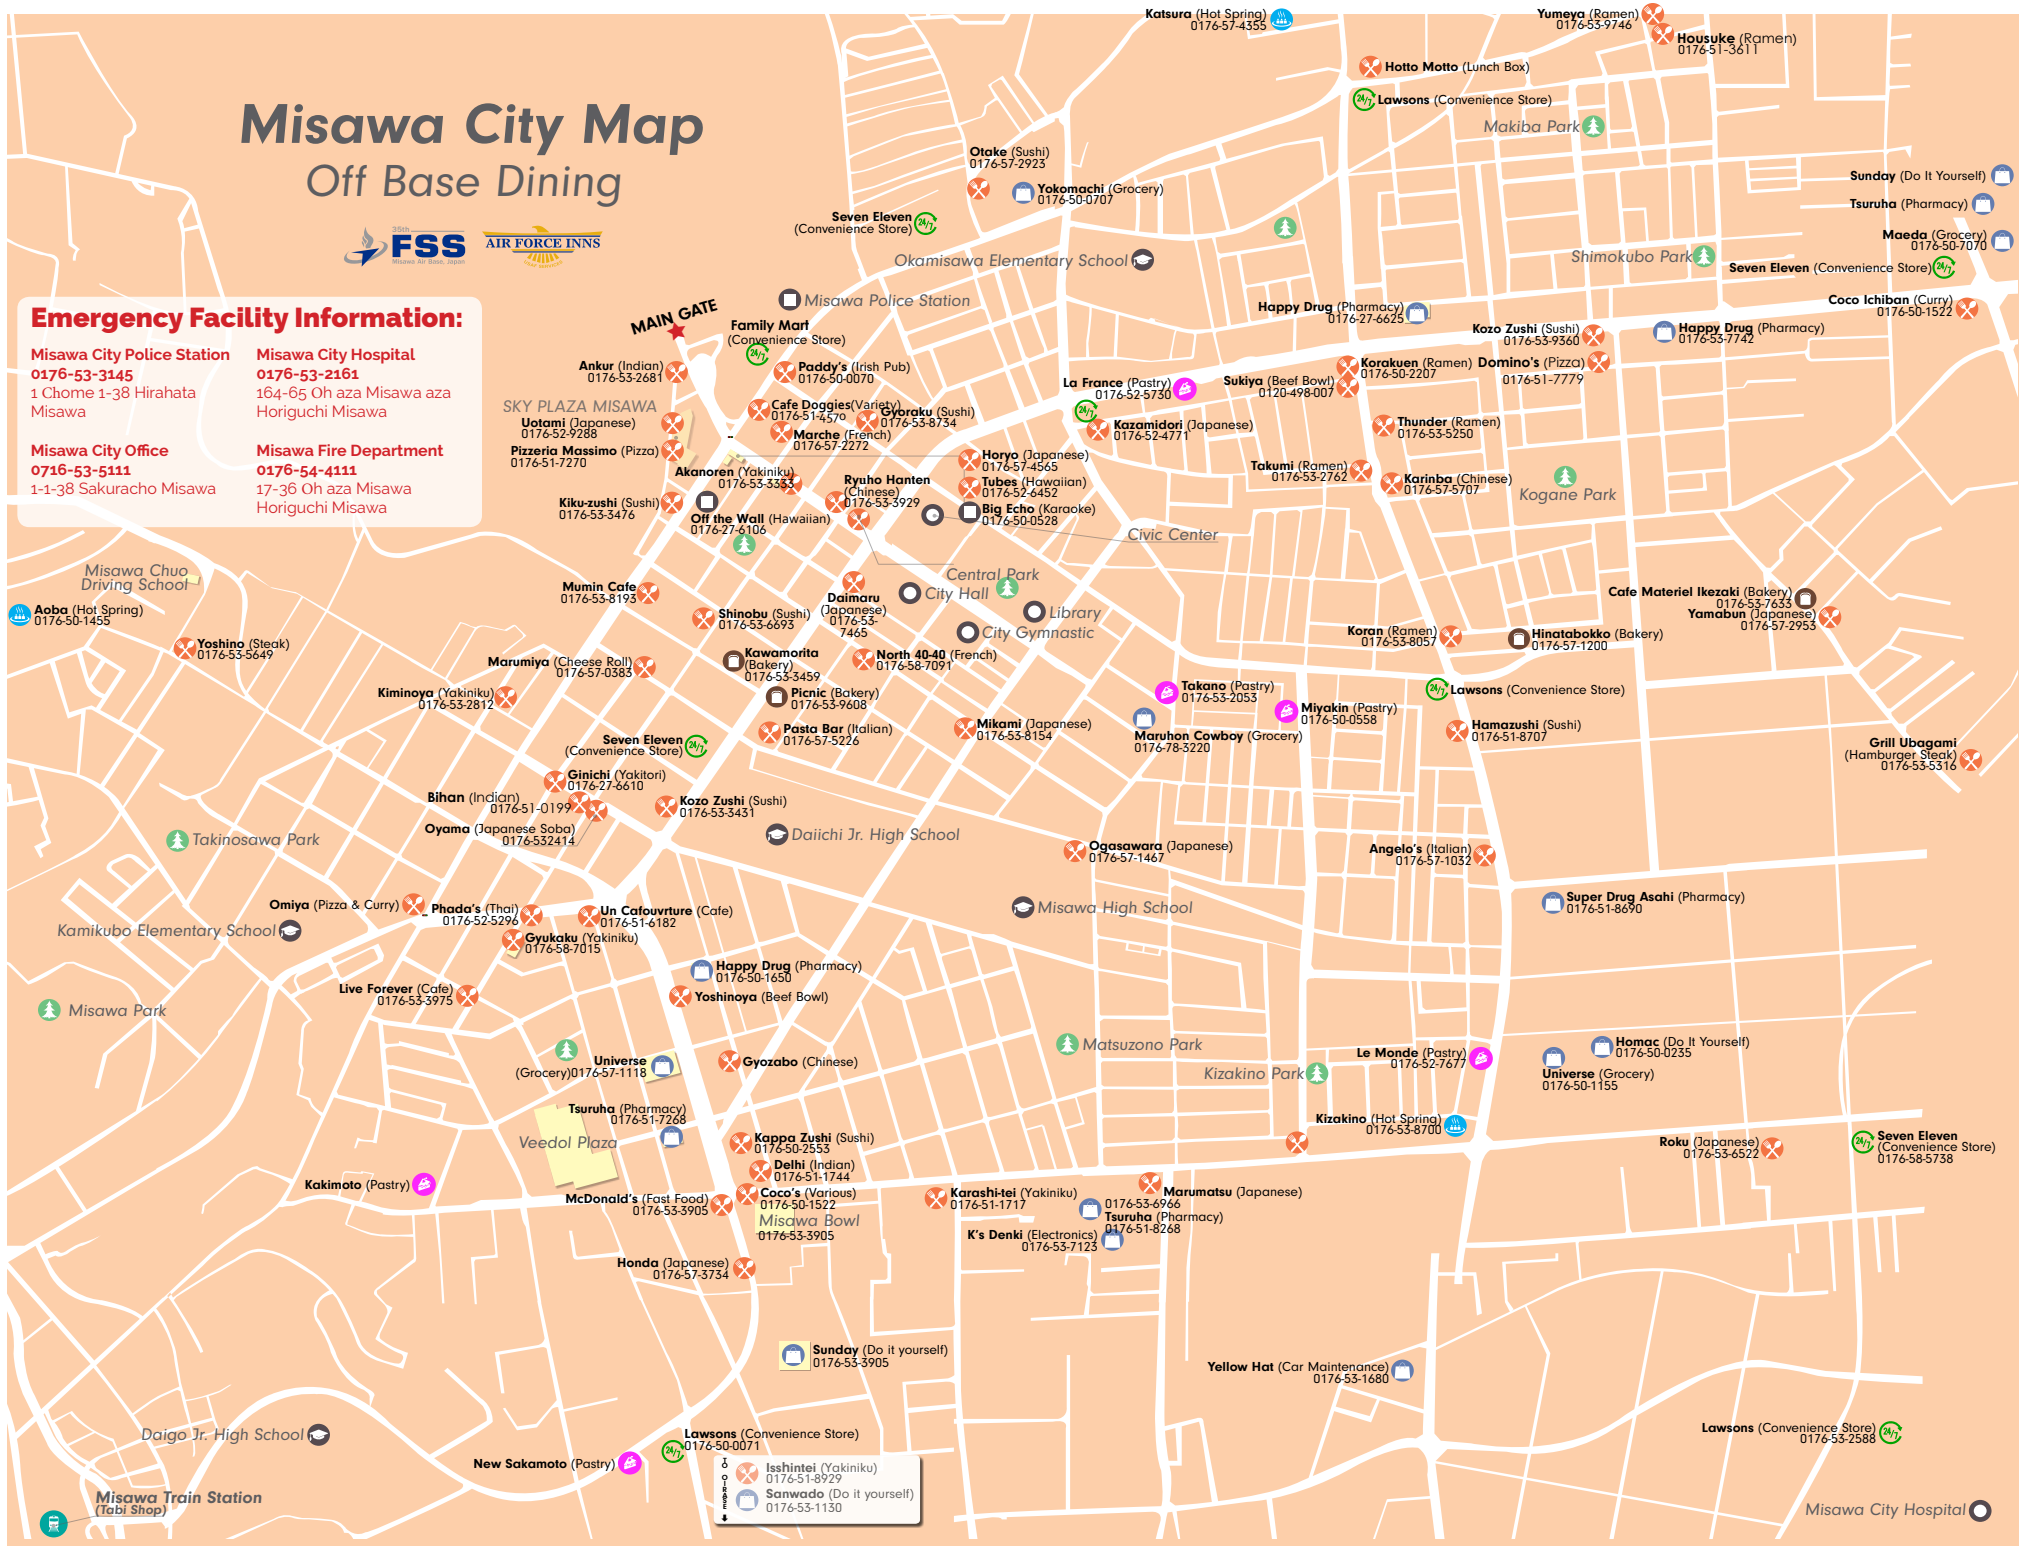 Katsura (Hot Spring)
0176-57-4355
Yumeya (Ramen)
0176-53-9746
Housuke (Ramen)
0176-51-3611
Hotto Motto (Lunch Box)
Lawsons (Convenience Store)
Makiba Park
Misawa City Map
Off Base Dining
35th
FSS
Misawa Air Base, Japan
AIR FORCE INNS
Otake (Sushi)
0176-57-2923
Yokomachi (Grocery)
0176-50-0707
Seven Eleven
(Convenience Store)
Okamisawa Elementary School
Sunday (Do It Yourself)
Tsuruha (Pharmacy)
Maeda (Grocery)
0176-50-7070
Shimokubo Park
Seven Eleven (Convenience Store)
Coco Ichiban (Curry)
0176-50-1522
Misawa Police Station
MAIN GATE
Family Mart
(Convenience Store)
Happy Drug (Pharmacy)
0176-27-6625
Kozo Zushi (Sushi)
0176-53-9360
Happy Drug (Pharmacy)
0176-53-7742
Emergency Facility Information:
Misawa City Police Station
0176-53-3145
1 Chome 1-38 Hirahata
Misawa
Misawa City Hospital
0176-53-2161
164-65 Oh aza Misawa aza
Horiguchi Misawa
Misawa City Office
0716-53-5111
1-1-38 Sakuracho Misawa
Misawa Fire Department
0176-54-4111
17-36 Oh aza Misawa
Horiguchi Misawa
Ankur (Indian)
0176-53-2681
Paddy's (Irish Pub)
0176-50-0070
Korakuen (Ramen)
0176-50-2207
Domino's (Pizza)
0176-51-7779
La France (Pastry)
0176-52-5730
Sukiya (Beef Bowl)
0120-498-007
SKY PLAZA MISAWA
Uotami (Japanese)
0176-52-9288
Cafe Doggies(Variety)
0176-51-4570
Gyoraku (Sushi)
0176-53-8734
Marche (French)
0176-57-2272
Kazamidori (Japanese)
0176-52-4771
Thunder (Ramen)
0176-53-5250
Pizzeria Massimo (Pizza)
0176-51-7270
Horyo (Japanese)
0176-57-4565
Akanoren (Yakiniku)
0176-53-3333
Ryuho Hanten
(Chinese)
0176-53-3929
Tubes (Hawaiian)
0176-52-6452
Takumi (Ramen)
0176-53-2762
Karinba (Chinese)
0176-57-5707
Kogane Park
Kiku-zushi (Sushi)
0176-53-3476
Off the Wall (Hawaiian)
0176-27-6106
Big Echo (Karaoke)
0176-50-0528
Civic Center
Misawa Chuo
Driving School
Central Park
City Hall
Library
City Gymnastic
Mumin Cafe
0176-53-8193
Daimaru
(Japanese)
0176-53-
7465
Shinobu (Sushi)
0176-53-6693
Aoba (Hot Spring)
0176-50-1455
Yoshino (Steak)
0176-53-5649
Cafe Materiel Ikezaki (Bakery)
0176-53-7633
Yamabun (Japanese)
0176-57-2953
Koran (Ramen)
0176-53-8057
Hinatabokko (Bakery)
0176-57-1200
Marumiya (Cheese Roll)
0176-57-0383
Kawamorita
(Bakery)
0176-53-3459
North 40-40 (French)
0176-58-7091
Kiminoya (Yakiniku)
0176-53-2812
Picnic (Bakery)
0176-53-9608
Takano (Pastry)
0176-53-2053
Lawsons (Convenience Store)
Miyakin (Pastry)
0176-50-0558
Pasta Bar (Italian)
0176-57-5226
Mikami (Japanese)
0176-53-8154
Maruhon Cowboy (Grocery)
0176-78-3220
Hamazushi (Sushi)
0176-51-8707
Seven Eleven
(Convenience Store)
Grill Ubagami
(Hamburger Steak)
0176-53-5316
Ginichi (Yakitori)
0176-27-6610
Bihan (Indian)
0176-51-0199
Kozo Zushi (Sushi)
0176-53-3431
Oyama (Japanese Soba)
0176-532414
Takinosawa Park
Daiichi Jr. High School
Ogasawara (Japanese)
0176-57-1467
Angelo's (Italian)
0176-57-1032
Omiya (Pizza & Curry)
Phada's (Thai)
0176-52-5296
Un Cafouvrture (Cafe)
0176-51-6182
Misawa High School
Super Drug Asahi (Pharmacy)
0176-51-8690
Kamikubo Elementary School
Gyukaku (Yakiniku)
0176-58-7015
Happy Drug (Pharmacy)
0176-50-1650
Live Forever (Cafe)
0176-53-3975
Yoshinoya (Beef Bowl)
Misawa Park
Matsuzono Park
Universe
(Grocery)0176-57-1118
Gyozabo (Chinese)
Kizakino Park
Le Monde (Pastry)
0176-52-7677
Homac (Do It Yourself)
0176-50-0235
Universe (Grocery)
0176-50-1155
Tsuruha (Pharmacy)
0176-51-7268
Veedol Plaza
Kizakino (Hot Spring)
0176-53-8700
Kappa Zushi (Sushi)
0176-50-2553
Roku (Japanese)
0176-53-6522
Seven Eleven
(Convenience Store)
0176-58-5738
Delhi (Indian)
0176-51-1744
Kakimoto (Pastry)
McDonald's (Fast Food)
0176-53-3905
Coco's (Various)
0176-50-1522
Misawa Bowl
0176-53-3905
Karashi-tei (Yakiniku)
0176-51-1717
Marumatsu (Japanese)
0176-53-6966
Tsuruha (Pharmacy)
0176-51-8268
K's Denki (Electronics)
0176-53-7123
Honda (Japanese)
0176-57-3734
Sunday (Do it yourself)
0176-53-3905
Yellow Hat (Car Maintenance)
0176-53-1680
Daigo Jr. High School
Lawsons (Convenience Store)
0176-50-0071
Lawsons (Convenience Store)
0176-53-2588
New Sakamoto (Pastry)
TO OIRASE
Isshintei (Yakiniku)
0176-51-8929
Sanwado (Do it yourself)
0176-53-1130
Misawa Train Station
(Tabi Shop)
Misawa City Hospital